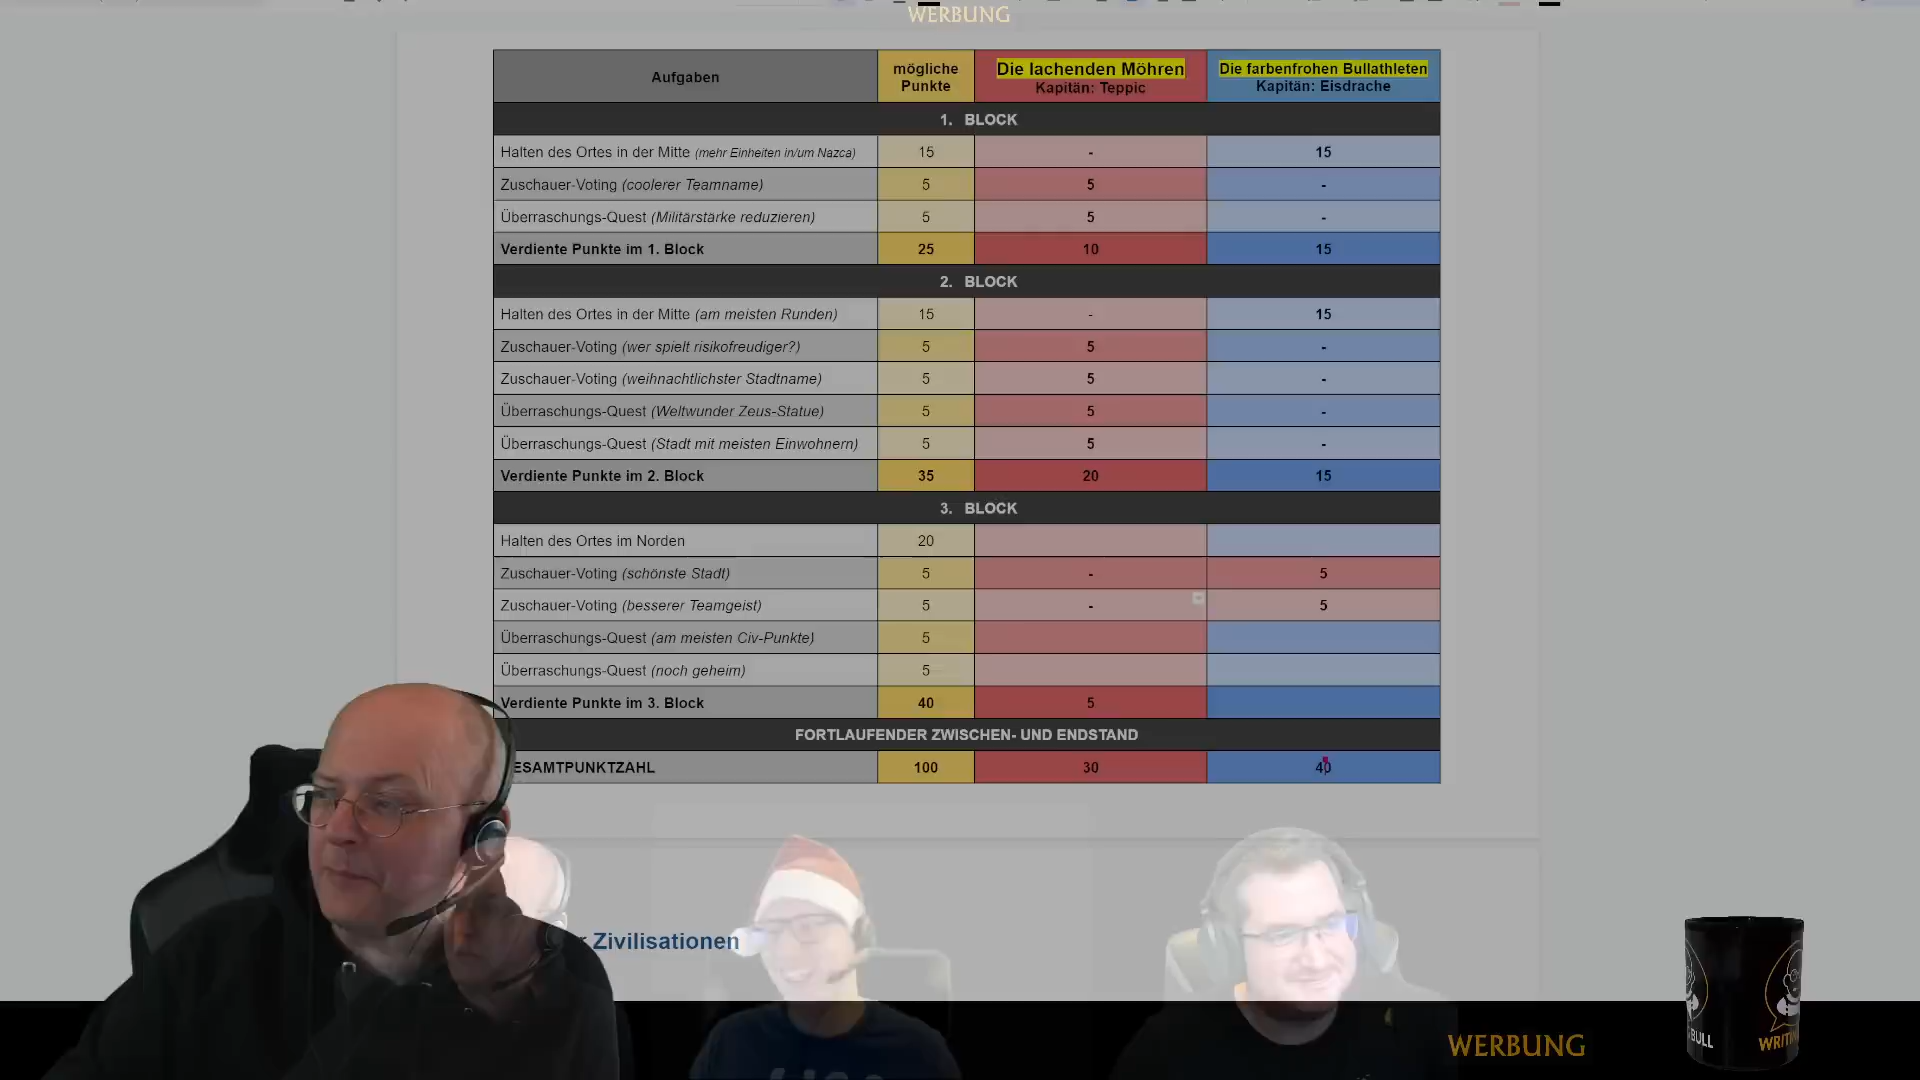 WERBUNG
Aufgaben
mögliche Punkte
Die lachenden Möhren
Kapitän: Teppic
Die farbenfrohen Bullathleten
Kapitän: Eisdrache
1. BLOCK
Halten des Ortes in der Mitte (mehr Einheiten in/um Nazca) 15 - 15
Zuschauer-Voting (coolerer Teamname) 5 5 -
Überraschungs-Quest (Militärstärke reduzieren) 5 5 -
Verdiente Punkte im 1. Block 25 10 15
2. BLOCK
Halten des Ortes in der Mitte (am meisten Runden) 15 - 15
Zuschauer-Voting (wer spielt risikofreudiger?) 5 5 -
Zuschauer-Voting (weihnachtlichster Stadtname) 5 5 -
Überraschungs-Quest (Weltwunder Zeus-Statue) 5 5 -
Überraschungs-Quest (Stadt mit meisten Einwohnern) 5 5 -
Verdiente Punkte im 2. Block 35 20 15
3. BLOCK
Halten des Ortes im Norden 20
Zuschauer-Voting (schönste Stadt) 5 - 5
Zuschauer-Voting (besserer Teamgeist) 5 - 5
Überraschungs-Quest (am meisten Civ-Punkte) 5
Überraschungs-Quest (noch geheim) 5
Verdiente Punkte im 3. Block 40 5
FORTLAUFENDER ZWISCHEN- UND ENDSTAND
ESAMTPUNKTZAHL 100 30 40
Zivilisationen
BULL
WRITIN
WERBUNG